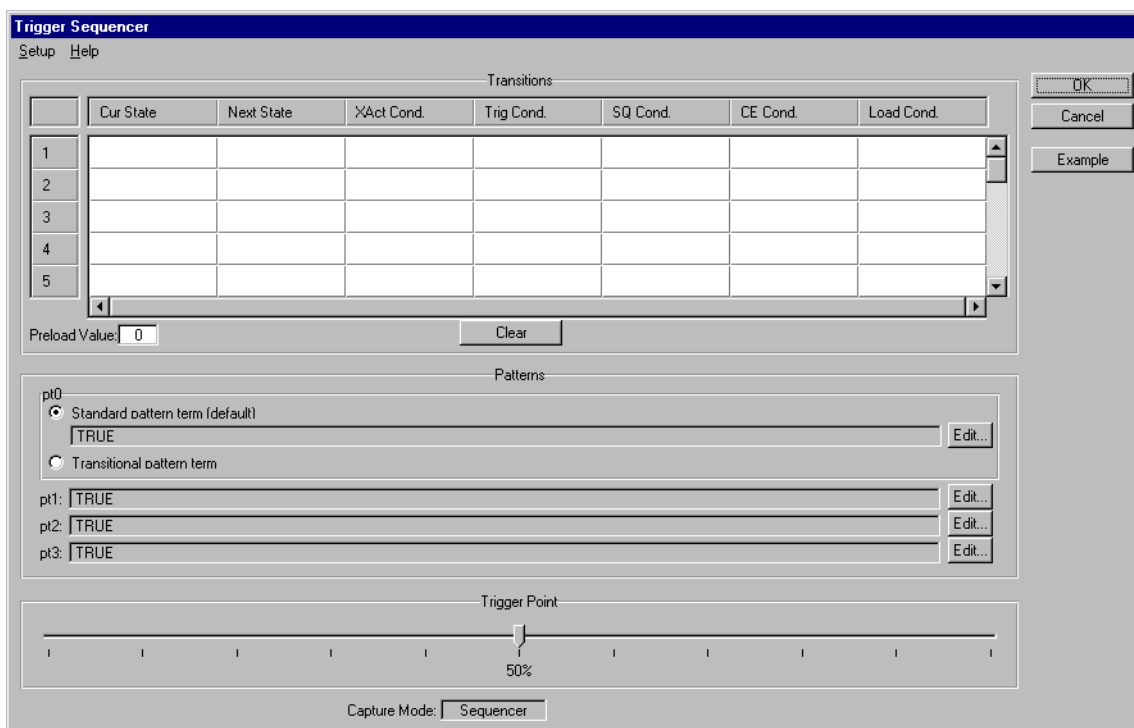 Trigger Sequencer
Setup Help
Transitions
OK
Cur State Next State XAct Cond. Trig Cond. SQ Cond. CE Cond. Load Cond.
Cancel
1
Example
2
3
4
5
Preload Value: 0 Clear
Patterns
pt0
Standard pattern term (default)
TRUE Edit...
Transitional pattern term
pt1: TRUE Edit...
pt2: TRUE Edit...
pt3: TRUE Edit...
Trigger Point
50%
Capture Mode: Sequencer